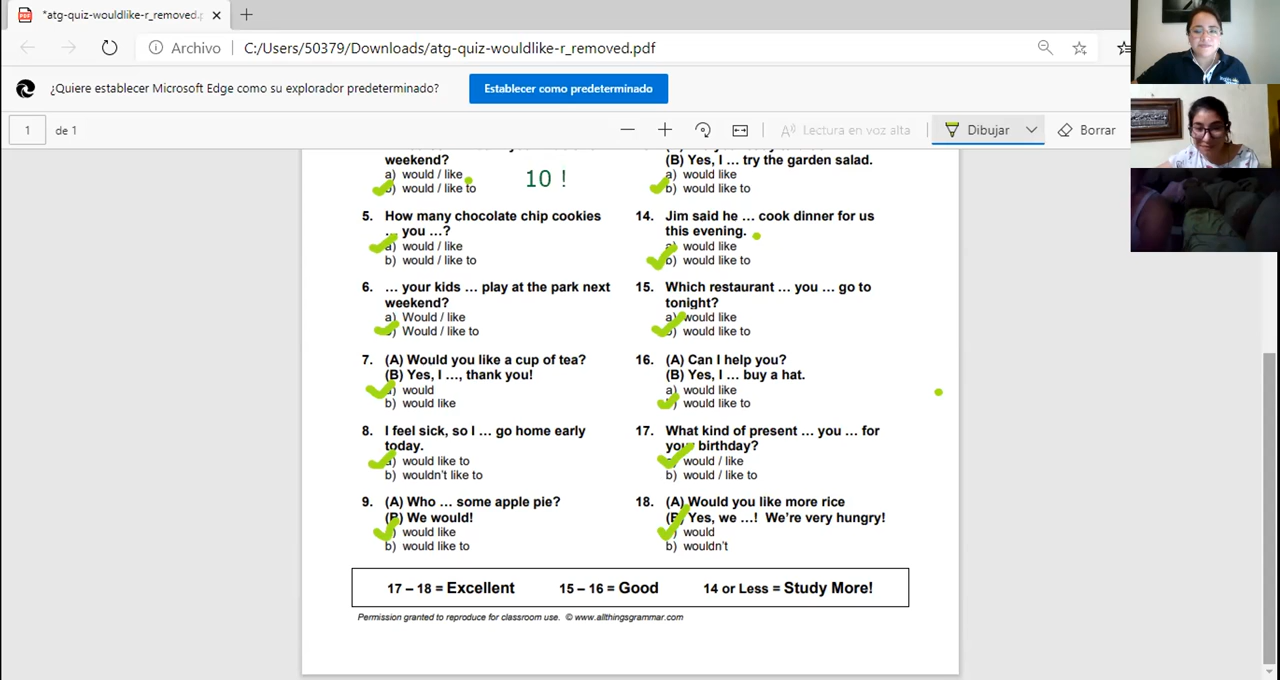 *atg-quiz-wouldlike-r_removed.p
Archivo
C:/Users/50379/Downloads/atg-quiz-wouldlike-r_removed.pdf
¿Quiere establecer Microsoft Edge como su explorador predeterminado?
Establecer como predeterminado
1 de 1
Lectura en voz alta
Dibujar
Borrar
weekend?
a) would / like
b) would / like to
10 !
5. How many chocolate chip cookies
... you ...?
a) would / like
b) would / like to
6. ... your kids ... play at the park next
weekend?
a) Would / like
b) Would / like to
7. (A) Would you like a cup of tea?
(B) Yes, I ..., thank you!
a) would
b) would like
8. I feel sick, so I ... go home early
today.
a) would like to
b) wouldn't like to
9. (A) Who ... some apple pie?
(B) We would!
a) would like
b) would like to
(B) Yes, I ... try the garden salad.
a) would like
b) would like to
14. Jim said he ... cook dinner for us
this evening.
a) would like
b) would like to
15. Which restaurant ... you ... go to
tonight?
a) would like
b) would like to
16. (A) Can I help you?
(B) Yes, I ... buy a hat.
a) would like
b) would like to
17. What kind of present ... you ... for
your birthday?
a) would / like
b) would / like to
18. (A) Would you like more rice
(B) Yes, we ...! We're very hungry!
a) would
b) wouldn't
17 – 18 = Excellent 15 – 16 = Good 14 or Less = Study More!
Permission granted to reproduce for classroom use. © www.allthingsgrammar.com